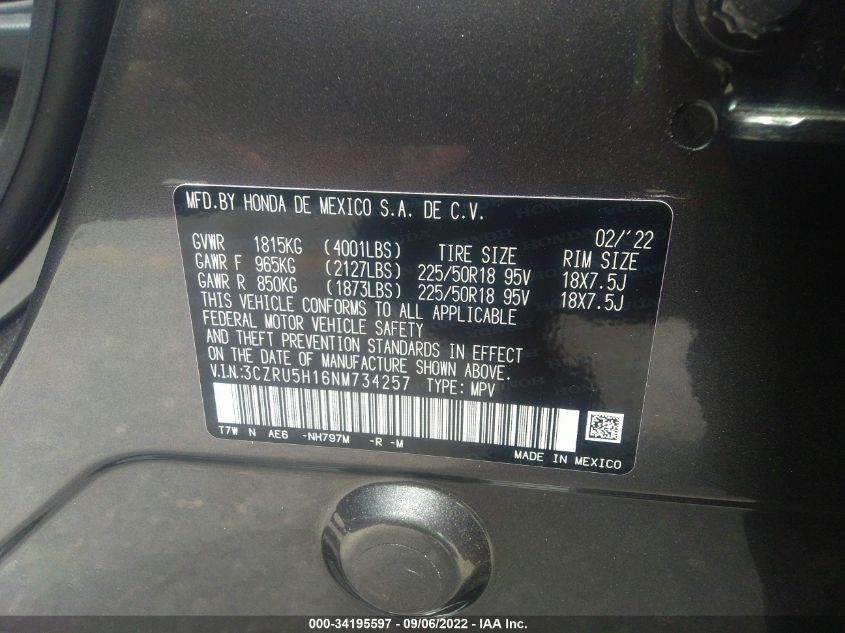 MFD.BY HONDA DE MEXICO S.A. DE C.V.
02/'22
GVWR 1815KG (4001LBS) TIRE SIZE RIM SIZE
GAWR F 965KG (2127LBS) 225/50R18 95V 18X7.5J
GAWR R 850KG (1873LBS) 225/50R18 95V 18X7.5J
THIS VEHICLE CONFORMS TO ALL APPLICABLE
FEDERAL MOTOR VEHICLE SAFETY
AND THEFT PREVENTION STANDARDS IN EFFECT
ON THE DATE OF MANUFACTURE SHOWN ABOVE.
V.I.N.:3CZRU5H16NM734257 TYPE: MPV
T7W N AE6 -NH797M -R -M
MADE IN MEXICO
000-34195597 - 09/06/2022 - IAA Inc.